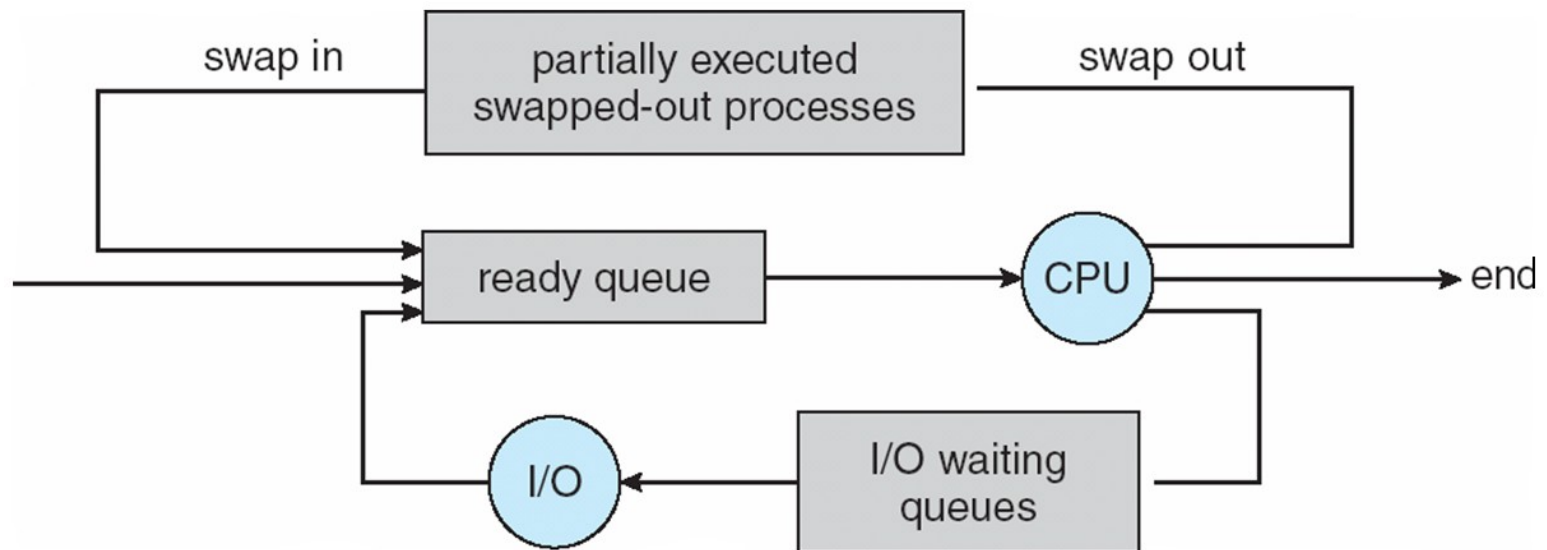 swap in
partially executed
swapped-out processes
swap out
ready queue
CPU
end
I/O
I/O waiting
queues